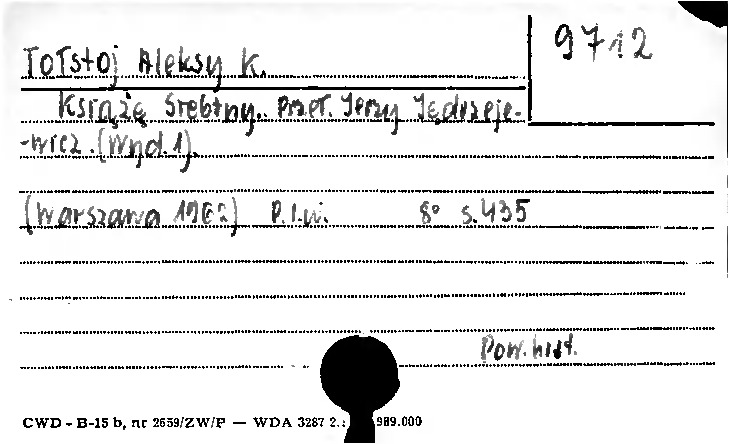 9712
Tołstoj Aleksy K.
Książę Srebrny. Przeł. Jerzy Jędrzeje-
-wicz. (Wyd. 1).
(Warszawa 1962) P.I.W. 8° s. 435
Pow. hist.
CWD - B-15 b, nr 2659/ZW/P — WDA 3287 2. 989.000